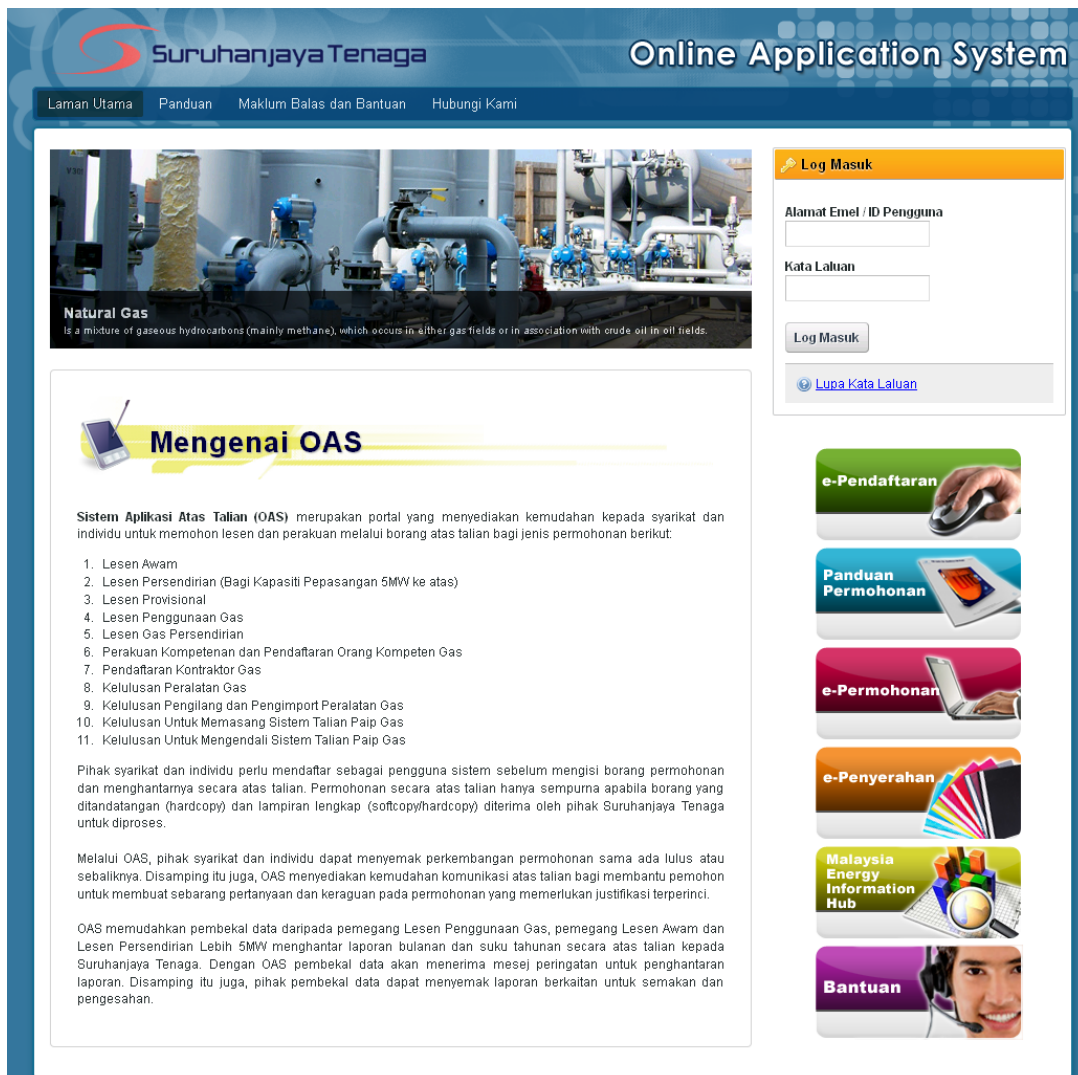 Suruhanjaya Tenaga
Online Application System
Laman Utama Panduan Maklum Balas dan Bantuan Hubungi Kami
Natural Gas
Is a mixture of gaseous hydrocarbons (mainly methane), which occurs in either gas fields or in association with crude oil in oil fields.
Mengenai OAS
Sistem Aplikasi Atas Talian (OAS) merupakan portal yang menyediakan kemudahan kepada syarikat dan
individu untuk memohon lesen dan perakuan melalui borang atas talian bagi jenis permohonan berikut:
1. Lesen Awam
2. Lesen Persendirian (Bagi Kapasiti Pepasangan 5MW ke atas)
3. Lesen Provisional
4. Lesen Penggunaan Gas
5. Lesen Gas Persendirian
6. Perakuan Kompetenan dan Pendaftaran Orang Kompeten Gas
7. Pendaftaran Kontraktor Gas
8. Kelulusan Peralatan Gas
9. Kelulusan Pengilang dan Pengimport Peralatan Gas
10. Kelulusan Untuk Memasang Sistem Talian Paip Gas
11. Kelulusan Untuk Mengendali Sistem Talian Paip Gas
Pihak syarikat dan individu perlu mendaftar sebagai pengguna sistem sebelum mengisi borang permohonan
dan menghantarnya secara atas talian. Permohonan secara atas talian hanya sempurna apabila borang yang
ditandatangan (hardcopy) dan lampiran lengkap (softcopy/hardcopy) diterima oleh pihak Suruhanjaya Tenaga
untuk diproses.
Melalui OAS, pihak syarikat dan individu dapat menyemak perkembangan permohonan sama ada lulus atau
sebaliknya. Disamping itu juga, OAS menyediakan kemudahan komunikasi atas talian bagi membantu pemohon
untuk membuat sebarang pertanyaan dan keraguan pada permohonan yang memerlukan justifikasi terperinci.
OAS memudahkan pembekal data daripada pemegang Lesen Penggunaan Gas, pemegang Lesen Awam dan
Lesen Persendirian Lebih 5MW menghantar laporan bulanan dan suku tahunan secara atas talian kepada
Suruhanjaya Tenaga. Dengan OAS pembekal data akan menerima mesej peringatan untuk penghantaran
laporan. Disamping itu juga, pihak pembekal data dapat menyemak laporan berkaitan untuk semakan dan
pengesahan.
Log Masuk
Alamat Emel / ID Pengguna
Kata Laluan
Log Masuk
Lupa Kata Laluan
e-Pendaftaran
Panduan
Permohonan
e-Permohonan
e-Penyerahan
Malaysia
Energy
Information
Hub
Bantuan